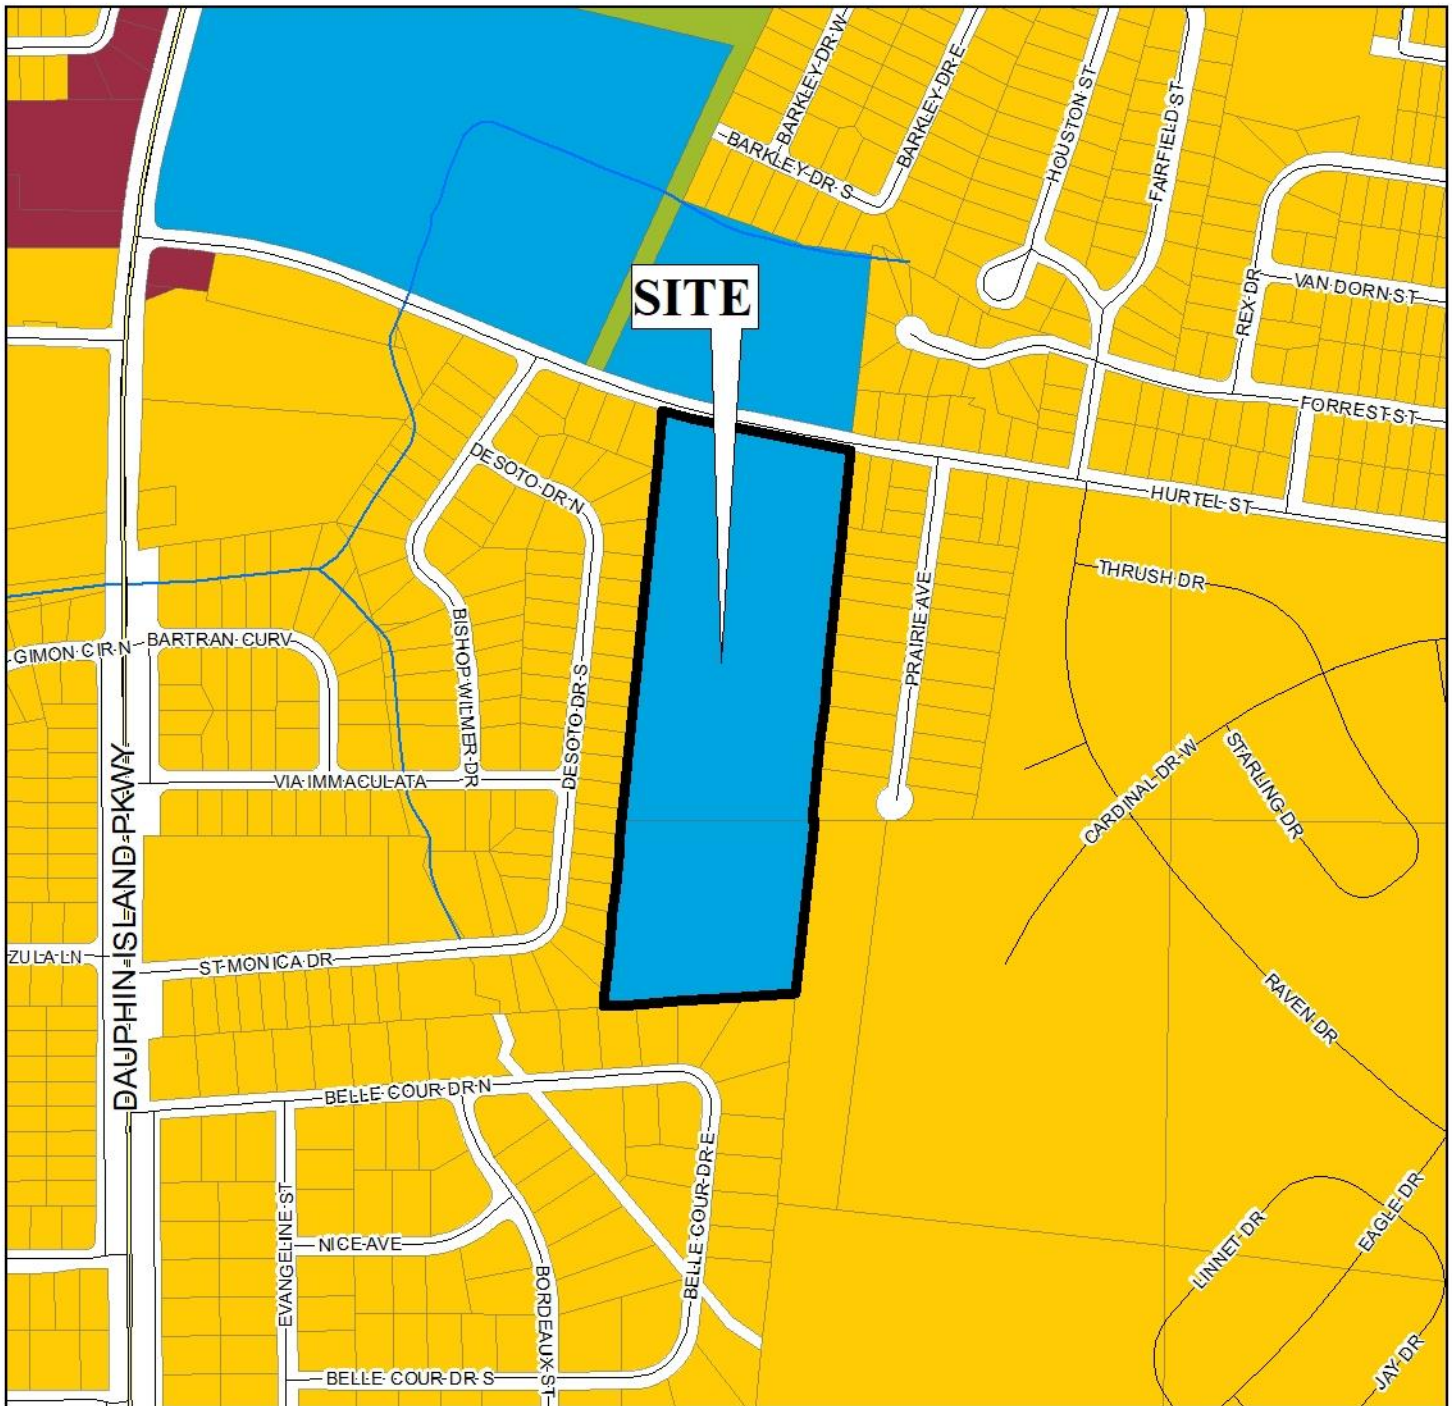 BARKLEY DR W
BARKLEY DR E
BARKLEY DR S
HOUSTON ST
FAIRFIELD ST
REX DR
VAN DORN ST
FORREST ST
SITE
HURTEL ST
DESOTO DR N
THRUSH DR
PRAIRIE AVE
GIMON CIR N
BARTRAN CURV
BISHOP WILMER DR
DESOTO DR S
VIA IMMACULATA
DAUPHIN ISLAND PKWY
CARDINAL DR W
STARLING DR
ZULA LN
ST MONICA DR
RAVEN DR
BELLE COUR DR N
BELLE COUR DR E
EVANGELINE ST
NICE AVE
BORDEAUX ST
BELLE COUR DR S
LINNET DR
EAGLE DR
JAY DR